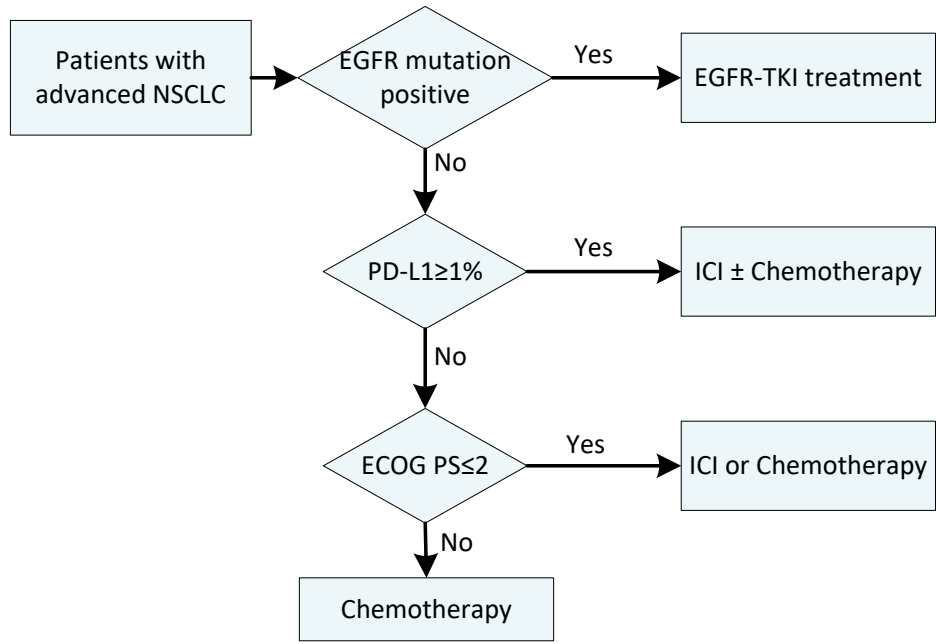 Patients with
advanced NSCLC
EGFR mutation
positive
Yes
EGFR-TKI treatment
No
PD-L1≥1%
Yes
ICI ± Chemotherapy
No
ECOG PS≤2
Yes
ICI or Chemotherapy
No
Chemotherapy